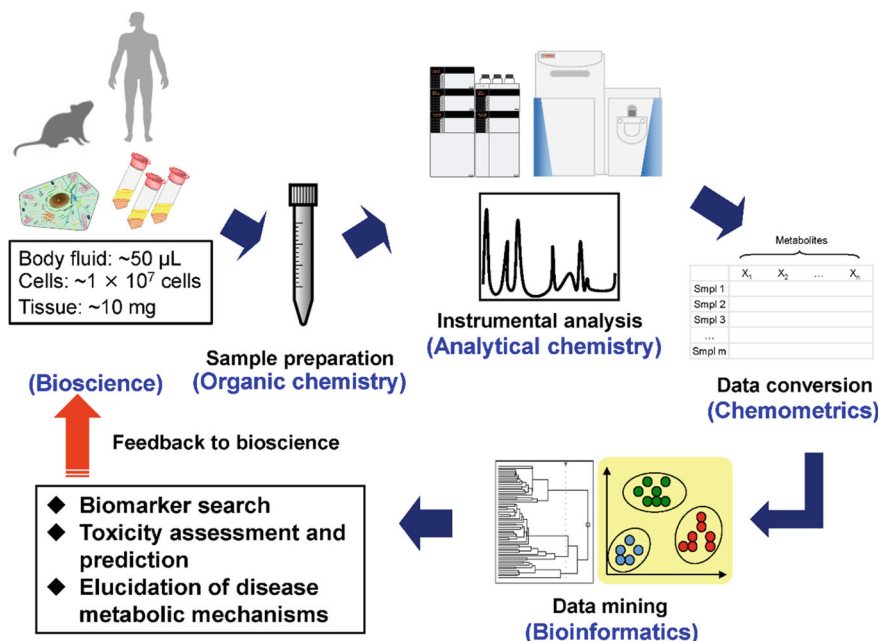 Body fluid: ~50 µL
Cells: ~1 × 10⁷ cells
Tissue: ~10 mg
(Bioscience)
Sample preparation
(Organic chemistry)
Instrumental analysis
(Analytical chemistry)
Metabolites
X₁ X₂ ... Xₙ
Smpl 1
Smpl 2
Smpl 3
...
Smpl m
Data conversion
(Chemometrics)
Feedback to bioscience
◆ Biomarker search
◆ Toxicity assessment and
prediction
◆ Elucidation of disease
metabolic mechanisms
Data mining
(Bioinformatics)